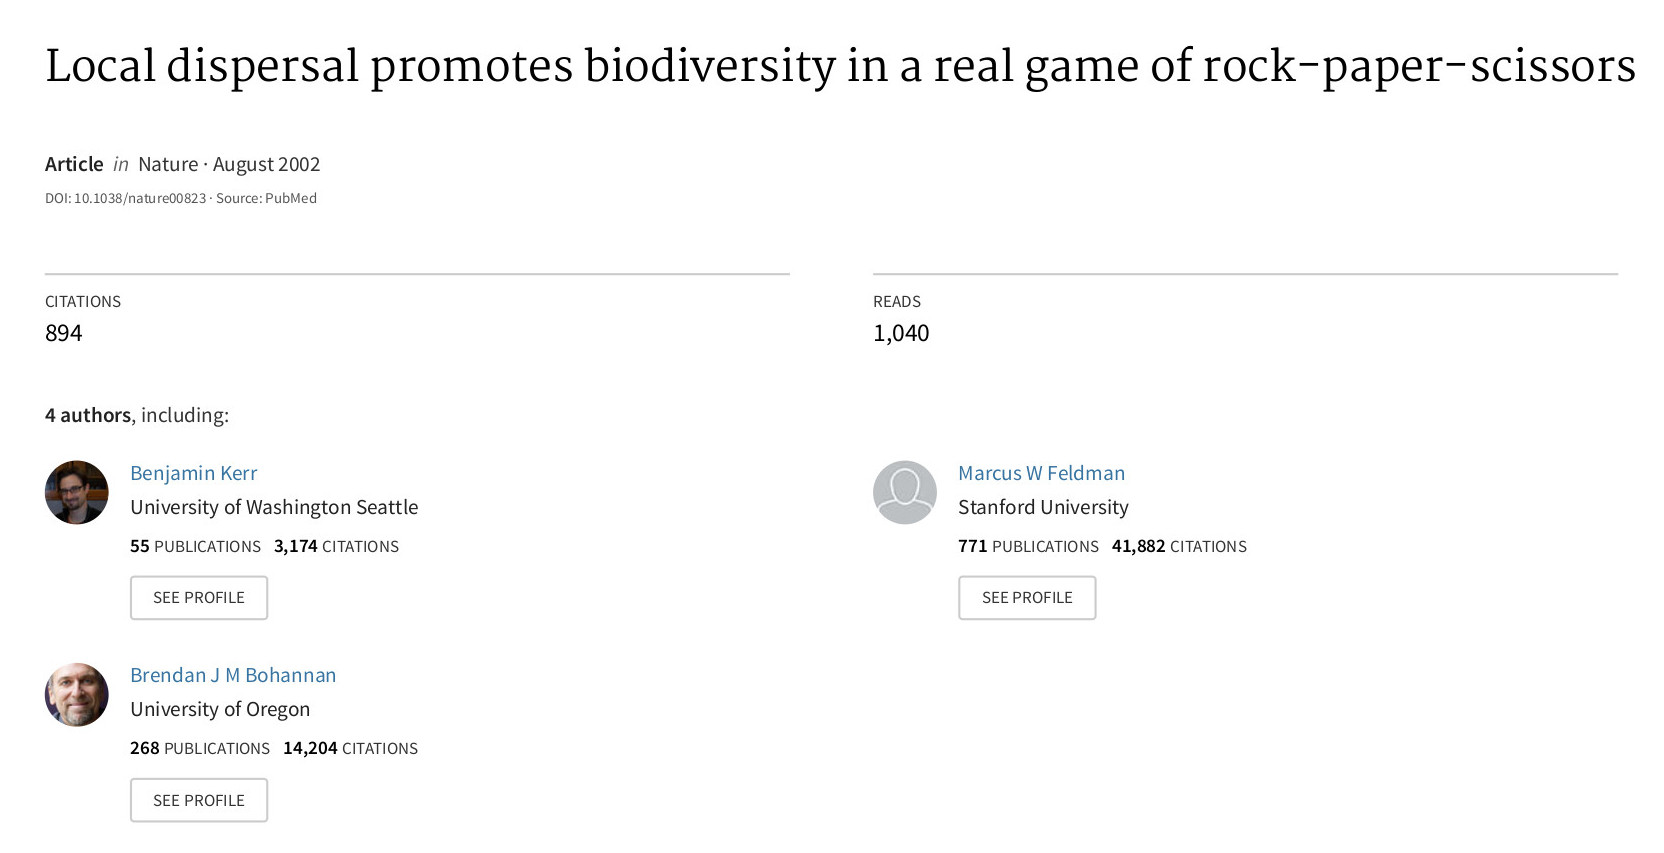 Local dispersal promotes biodiversity in a real game of rock-paper-scissors
Article in Nature · August 2002
DOI: 10.1038/nature00823 · Source: PubMed
CITATIONS
894
READS
1,040
4 authors, including:
Benjamin Kerr
University of Washington Seattle
55 PUBLICATIONS 3,174 CITATIONS
SEE PROFILE
Marcus W Feldman
Stanford University
771 PUBLICATIONS 41,882 CITATIONS
SEE PROFILE
Brendan J M Bohannan
University of Oregon
268 PUBLICATIONS 14,204 CITATIONS
SEE PROFILE